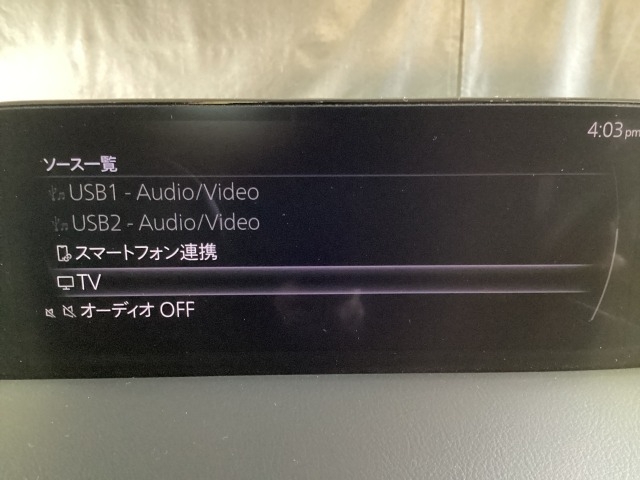 4:03 pm
ソース一覧
USB1 - Audio/Video
USB2 - Audio/Video
スマートフォン連携
TV
オーディオ OFF